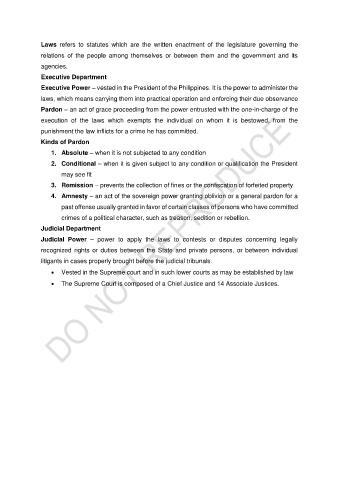 Laws refers to statutes which are the written enactment of the legislature governing the
relations of the people among themselves or between them and the government and its
agencies.
Executive Department
Executive Power – vested in the President of the Philippines. It is the power to administer the
laws, which means carrying them into practical operation and enforcing their due observance
Pardon – an act of grace proceeding from the power entrusted with the one-in-charge of the
execution of the laws which exempts the individual on whom it is bestowed, from the
punishment the law inflicts for a crime he has committed.
Kinds of Pardon
1. Absolute – when it is not subjected to any condition
2. Conditional – when it is given subject to any condition or qualification the President
may see fit
3. Remission – prevents the collection of fines or the confiscation of forfeited property
4. Amnesty – an act of the sovereign power granting oblivion or a general pardon for a
past offense usually granted in favor of certain classes of persons who have committed
crimes of a political character, such as treason, sedition or rebellion.
Judicial Department
Judicial Power – power to apply the laws to contests or disputes concerning legally
recognized rights or duties between the State and private persons, or between individual
litigants in cases properly brought before the judicial tribunals.
• Vested in the Supreme court and in such lower courts as may be established by law
• The Supreme Court is composed of a Chief Justice and 14 Associate Justices.
DO NOT REPRODUCE